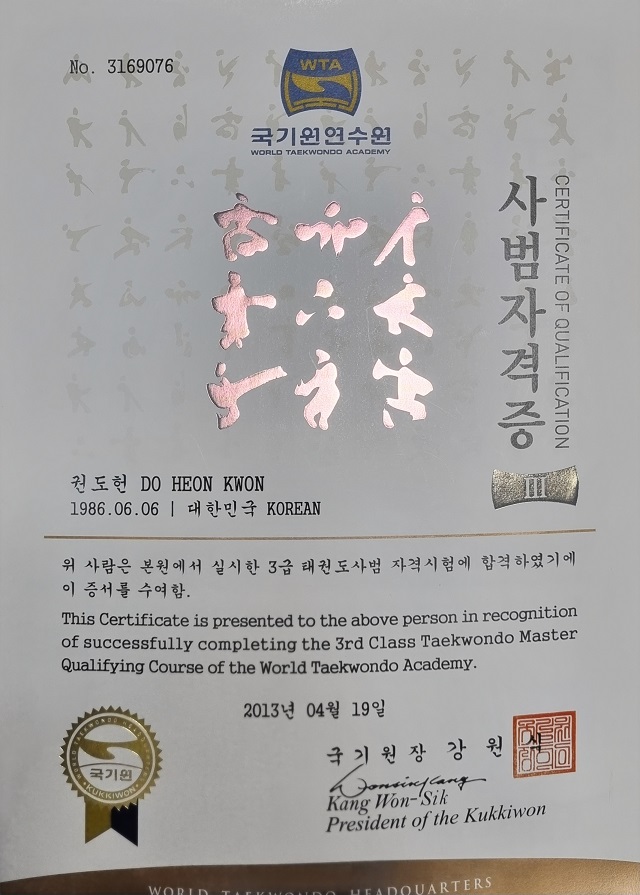 No. 3169076
WTA
국기원연수원
WORLD TAEKWONDO ACADEMY
사범자격증
CERTIFICATE OF QUALIFICATION
III
권도헌 DO HEON KWON
1986.06.06 | 대한민국 KOREAN
위 사람은 본원에서 실시한 3급 태권도사범 자격시험에 합격하였기에
이 증서를 수여함.
This Certificate is presented to the above person in recognition
of successfully completing the 3rd Class Taekwondo Master
Qualifying Course of the World Taekwondo Academy.
2013년 04월 19일
국기원장 강원식
Kang Won-Sik
President of the Kukkiwon
국기원
KUKKIWON
WORLD TAEKWONDO HEADQUARTERS